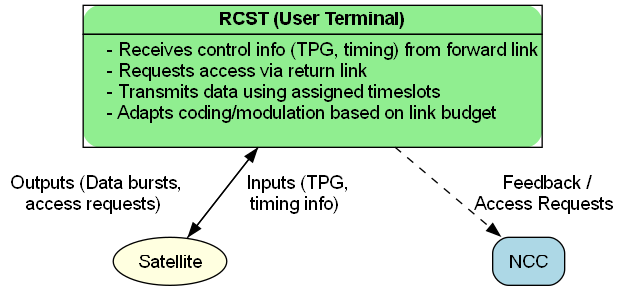 RCST (User Terminal)
- Receives control info (TPG, timing) from forward link
- Requests access via return link
- Transmits data using assigned timeslots
- Adapts coding/modulation based on link budget
Outputs (Data bursts,
access requests)
Inputs (TPG,
timing info)
Feedback /
Access Requests
Satellite
NCC